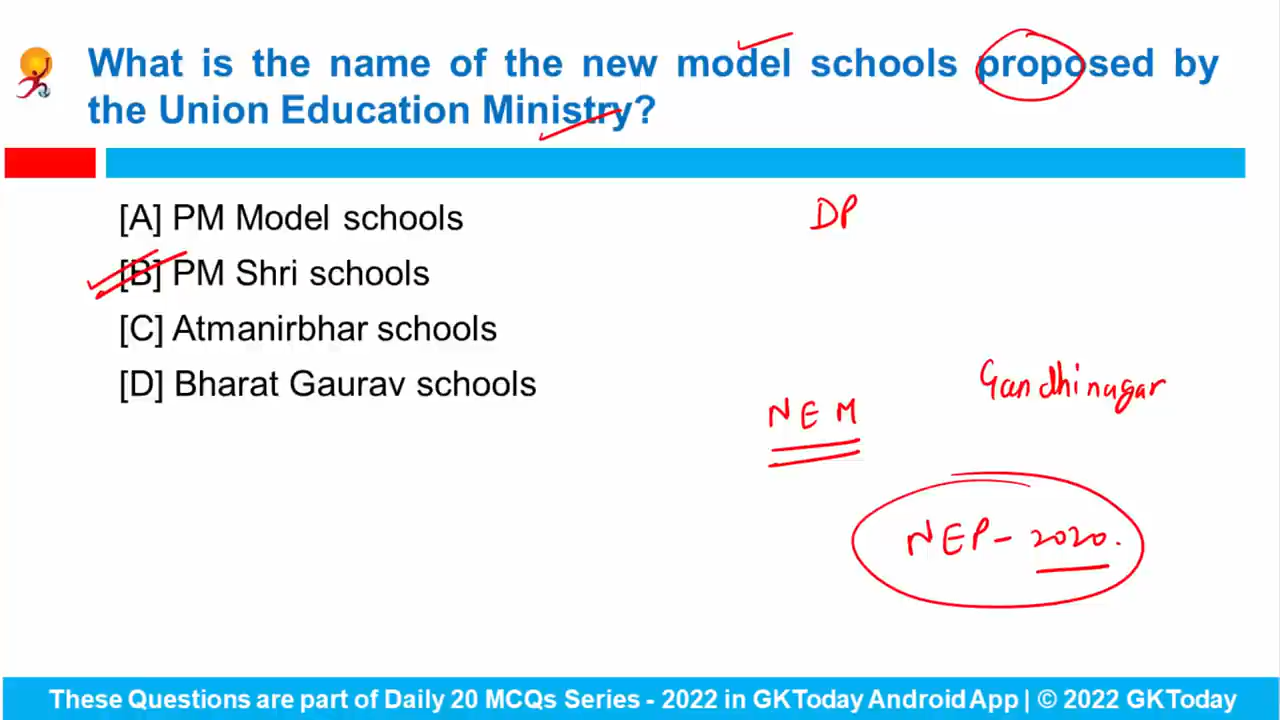 What is the name of the new model schools proposed by
the Union Education Ministry?
[A] PM Model schools
DP
[B] PM Shri schools
[C] Atmanirbhar schools
[D] Bharat Gaurav schools
Gandhinagar
NEM
NEP-2020.
These Questions are part of Daily 20 MCQs Series - 2022 in GKToday Android App | © 2022 GKToday